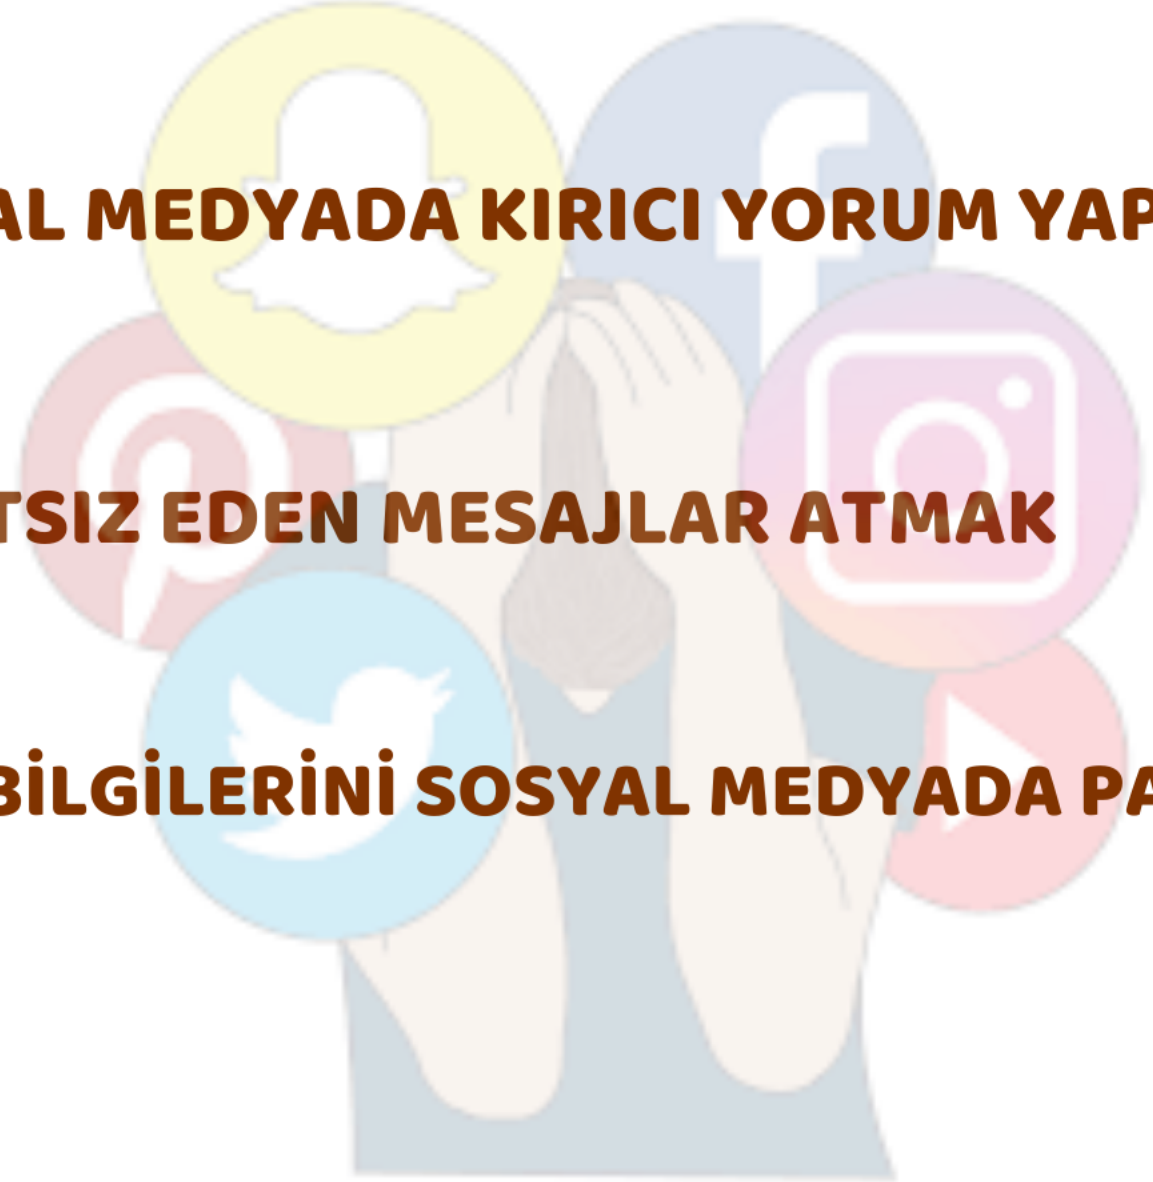 AL MEDYADA KIRICI YORUM YAP
TSIZ EDEN MESAJLAR ATMAK
BİLGİLERİNİ SOSYAL MEDYADA PA